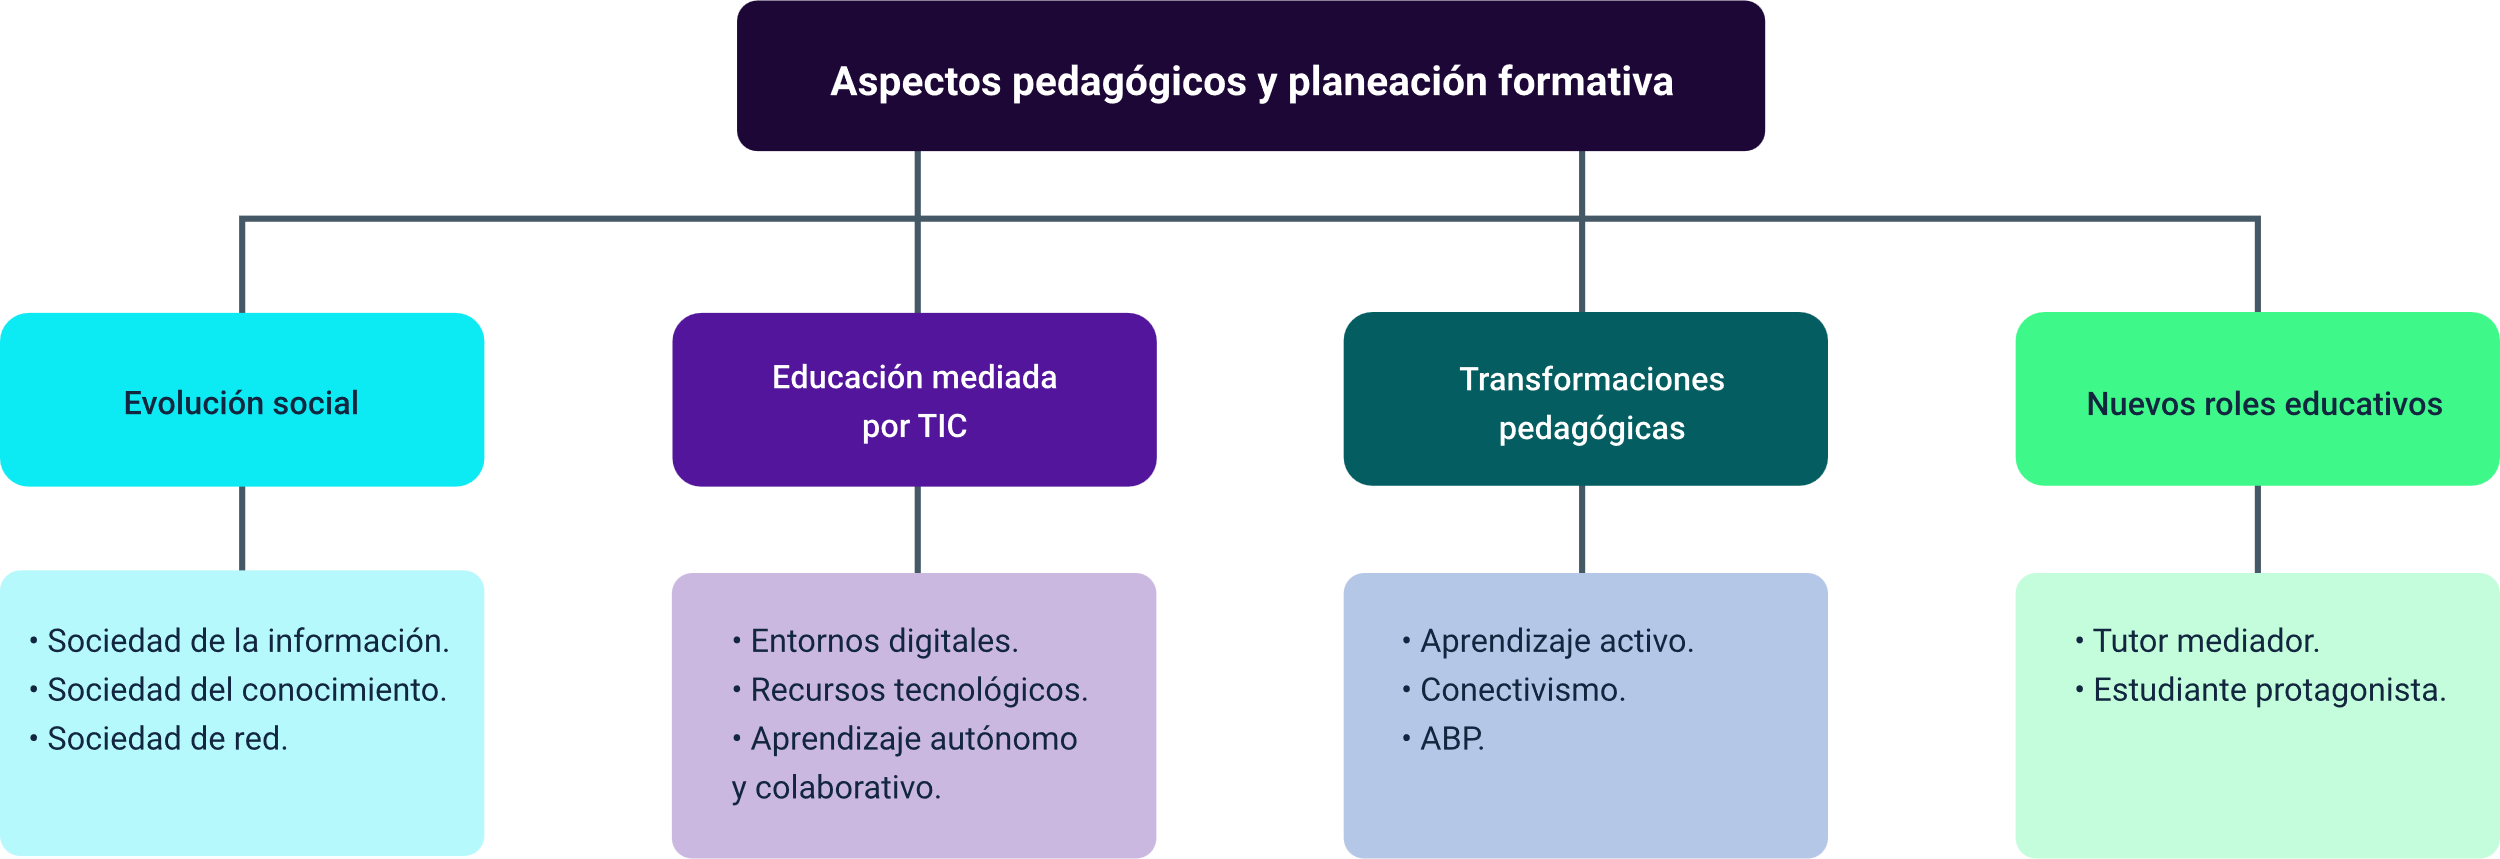 Aspectos pedagógicos y planeación formativa
Evolución social
Educación mediada
por TIC
Transformaciones
pedagógicas
Nuevos roles educativos
• Sociedad de la información.
• Sociedad del conocimiento.
• Sociedad de red.
• Entornos digitales.
• Recursos tecnológicos.
• Aprendizaje autónomo
y colaborativo.
• Aprendizaje activo.
• Conectivismo.
• ABP.
• Tutor mediador.
• Estudiante protagonista.